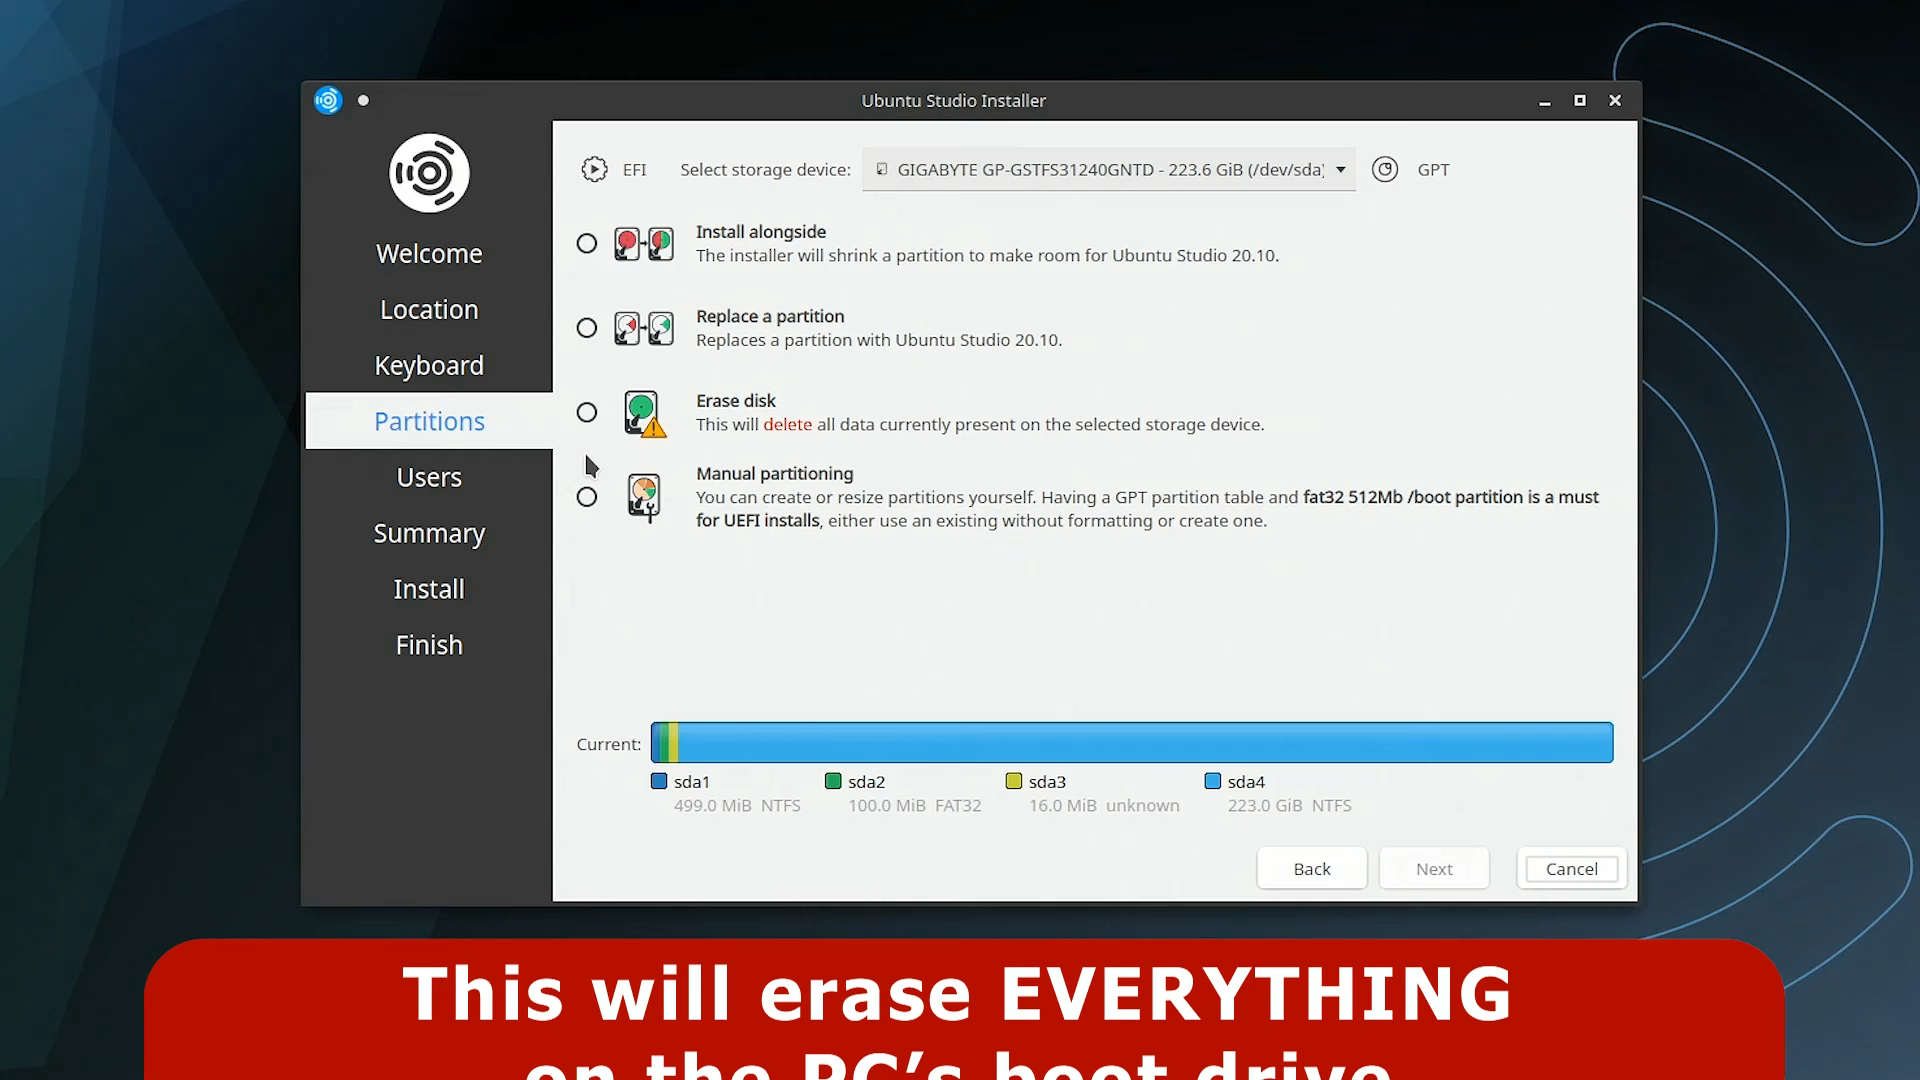 Ubuntu Studio Installer
Welcome
Location
Keyboard
Partitions
Users
Summary
Install
Finish
EFI Select storage device: GIGABYTE GP-GSTFS31240GNTD - 223.6 GiB (/dev/sda) GPT
Install alongside
The installer will shrink a partition to make room for Ubuntu Studio 20.10.
Replace a partition
Replaces a partition with Ubuntu Studio 20.10.
Erase disk
This will delete all data currently present on the selected storage device.
Manual partitioning
You can create or resize partitions yourself. Having a GPT partition table and fat32 512Mb /boot partition is a must
for UEFI installs, either use an existing without formatting or create one.
Current:
sda1 sda2 sda3 sda4
499.0 MiB NTFS 100.0 MiB FAT32 16.0 MiB unknown 223.0 GiB NTFS
Back Next Cancel
This will erase EVERYTHING
on the PC’s boot drive